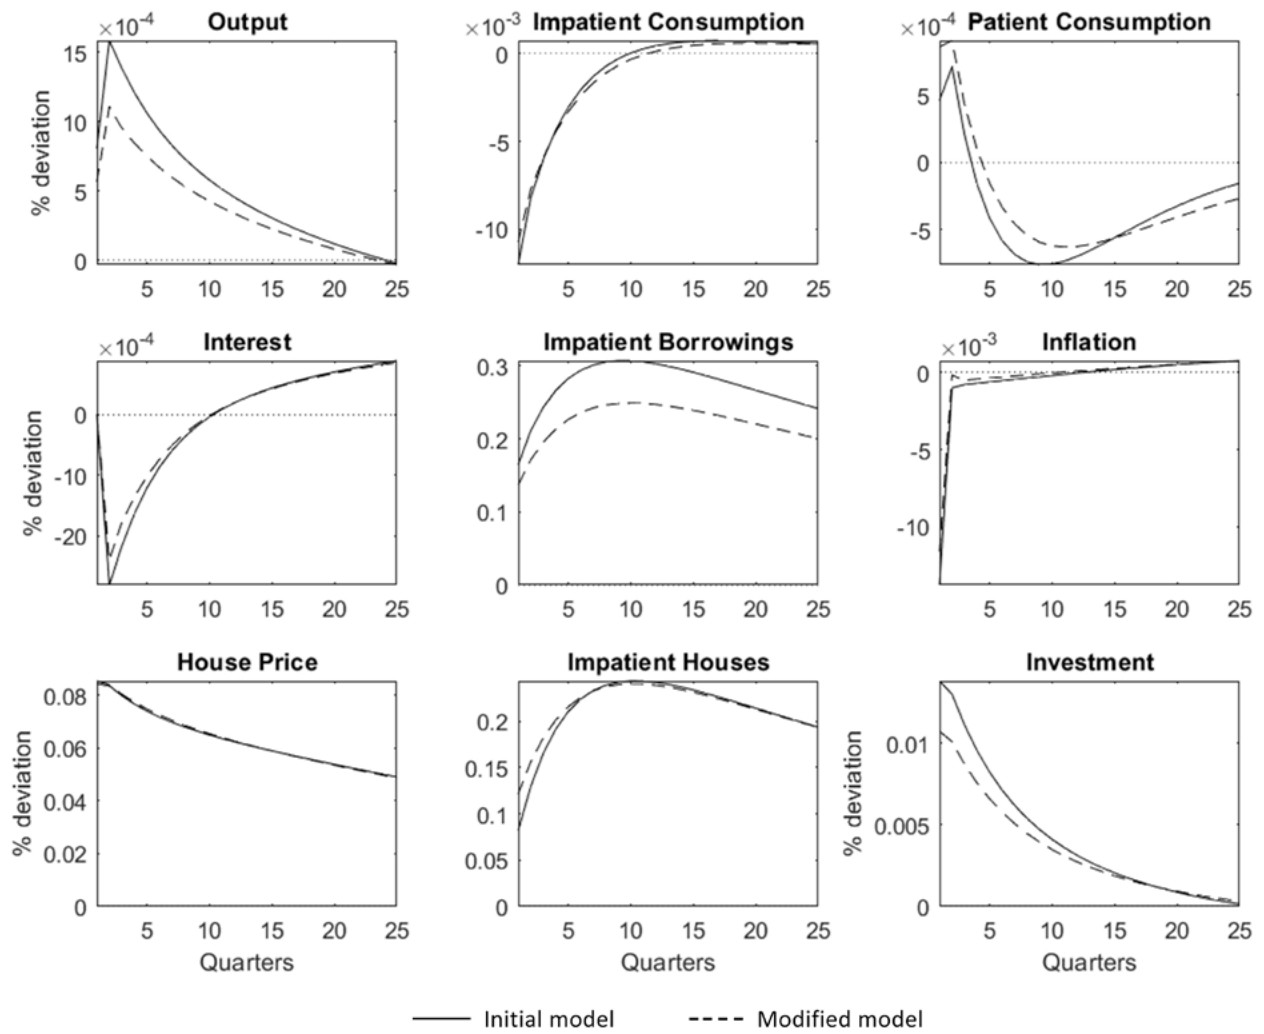 ×10⁻⁴ Output
15
10
5
0
% deviation
5 10 15 20 25
×10⁻³ Impatient Consumption
0
-5
-10
5 10 15 20 25
×10⁻⁴ Patient Consumption
5
0
-5
5 10 15 20 25
×10⁻⁴ Interest
0
-10
-20
% deviation
5 10 15 20 25
Impatient Borrowings
0.3
0.2
0.1
0
5 10 15 20 25
×10⁻³ Inflation
0
-5
-10
5 10 15 20 25
House Price
0.08
0.06
0.04
0.02
0
% deviation
5 10 15 20 25
Quarters
Impatient Houses
0.2
0.15
0.1
0.05
0
5 10 15 20 25
Quarters
Investment
0.01
0.005
0
% deviation
5 10 15 20 25
Quarters
Initial model
Modified model